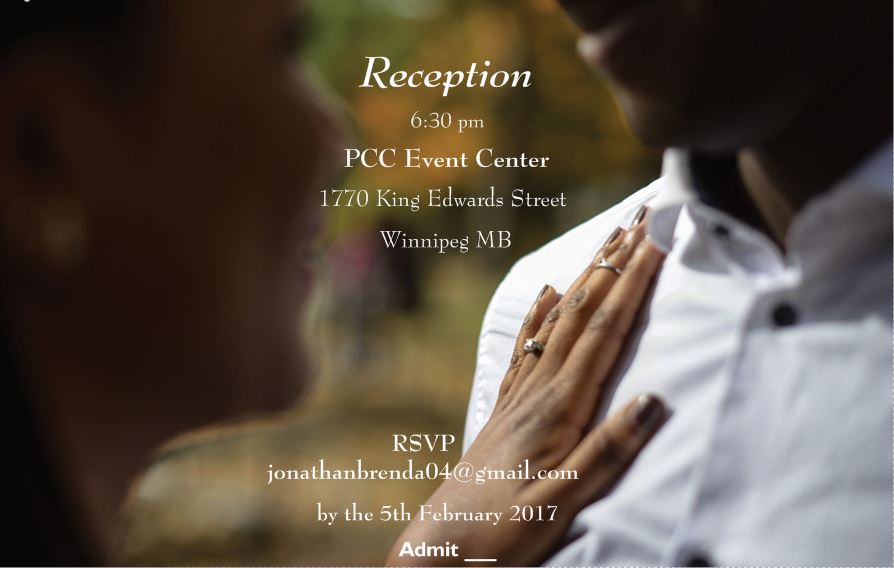 Reception
6:30 pm
PCC Event Center
1770 King Edwards Street
Winnipeg MB
RSVP
jonathanbrenda04@gmail.com
by the 5th February 2017
Admit ___